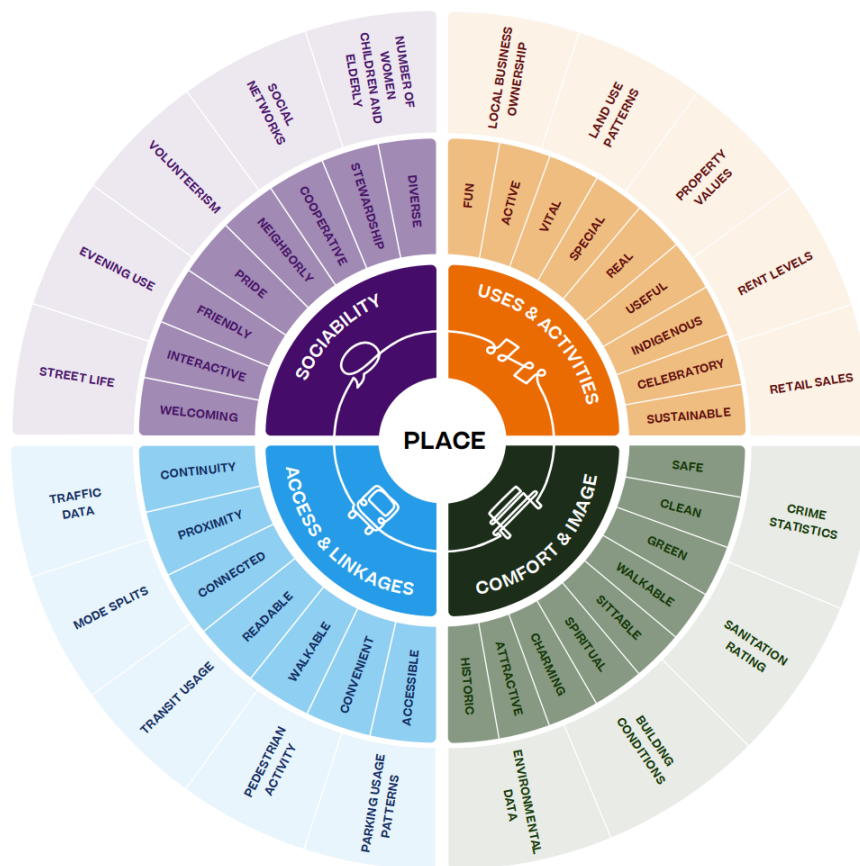 PLACE
SOCIABILITY
USES & ACTIVITIES
ACCESS & LINKAGES
COMFORT & IMAGE
WELCOMING
INTERACTIVE
FRIENDLY
PRIDE
NEIGHBORLY
COOPERATIVE
STEWARDSHIP
DIVERSE
STREET LIFE
EVENING USE
VOLUNTEERISM
SOCIAL
NETWORKS
NUMBER OF
WOMEN
CHILDREN AND
ELDERLY
FUN
ACTIVE
VITAL
SPECIAL
REAL
USEFUL
INDIGENOUS
CELEBRATORY
SUSTAINABLE
LOCAL BUSINESS
OWNERSHIP
LAND USE
PATTERNS
PROPERTY
VALUES
RENT LEVELS
RETAIL SALES
SAFE
CLEAN
GREEN
WALKABLE
SITTABLE
SPIRITUAL
CHARMING
ATTRACTIVE
HISTORIC
CRIME
STATISTICS
SANITATION
RATING
BUILDING
CONDITIONS
ENVIRONMENTAL
DATA
CONTINUITY
PROXIMITY
CONNECTED
READABLE
WALKABLE
CONVENIENT
ACCESSIBLE
TRAFFIC
DATA
MODE SPLITS
TRANSIT USAGE
PEDESTRIAN
ACTIVITY
PARKING USAGE
PATTERNS